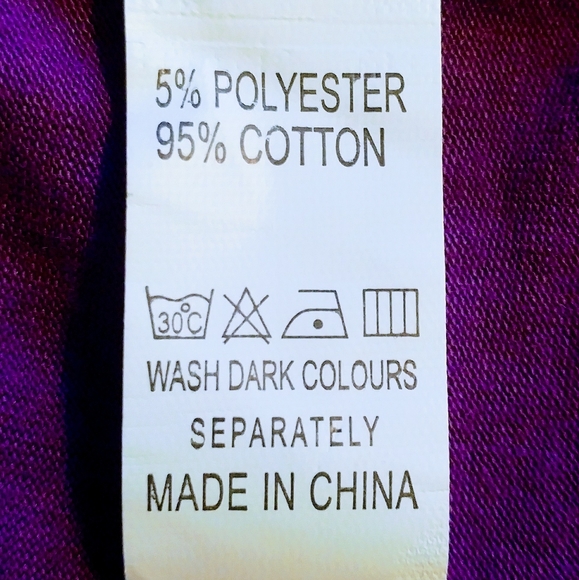 5% POLYESTER
95% COTTON
30°C
WASH DARK COLOURS
SEPARATELY
MADE IN CHINA